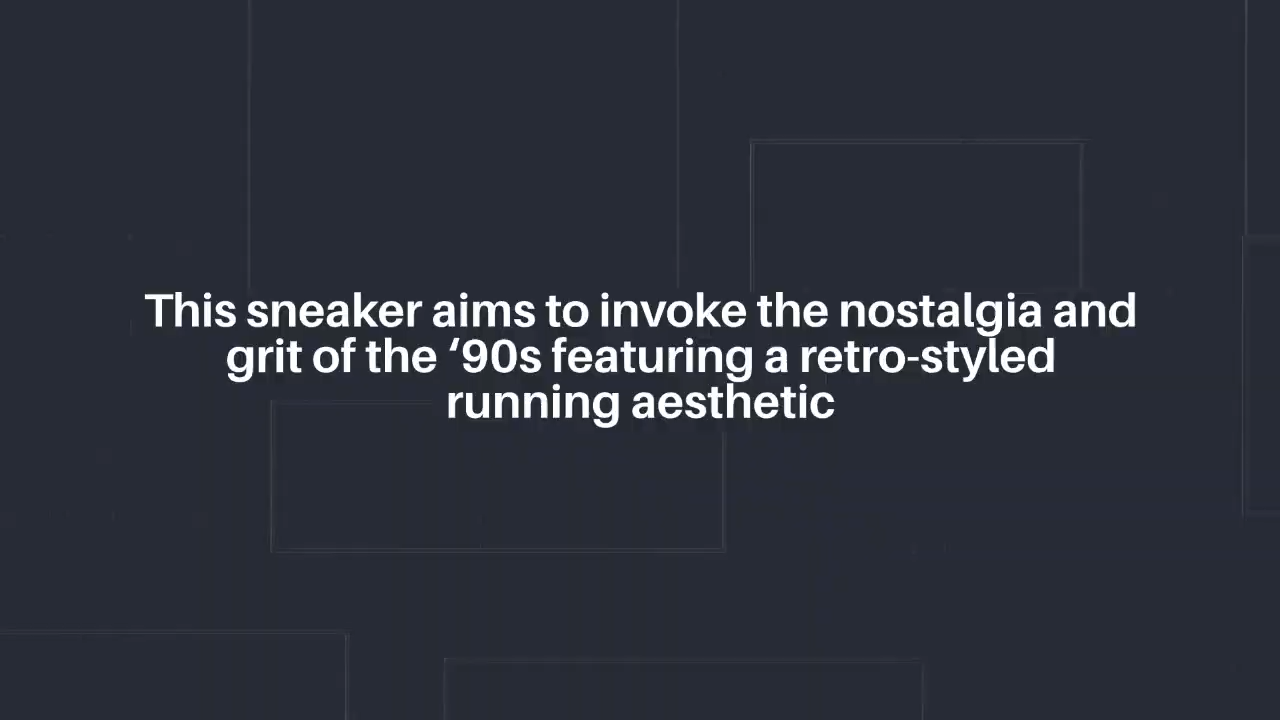 This sneaker aims to invoke the nostalgia and
grit of the ‘90s featuring a retro-styled
running aesthetic